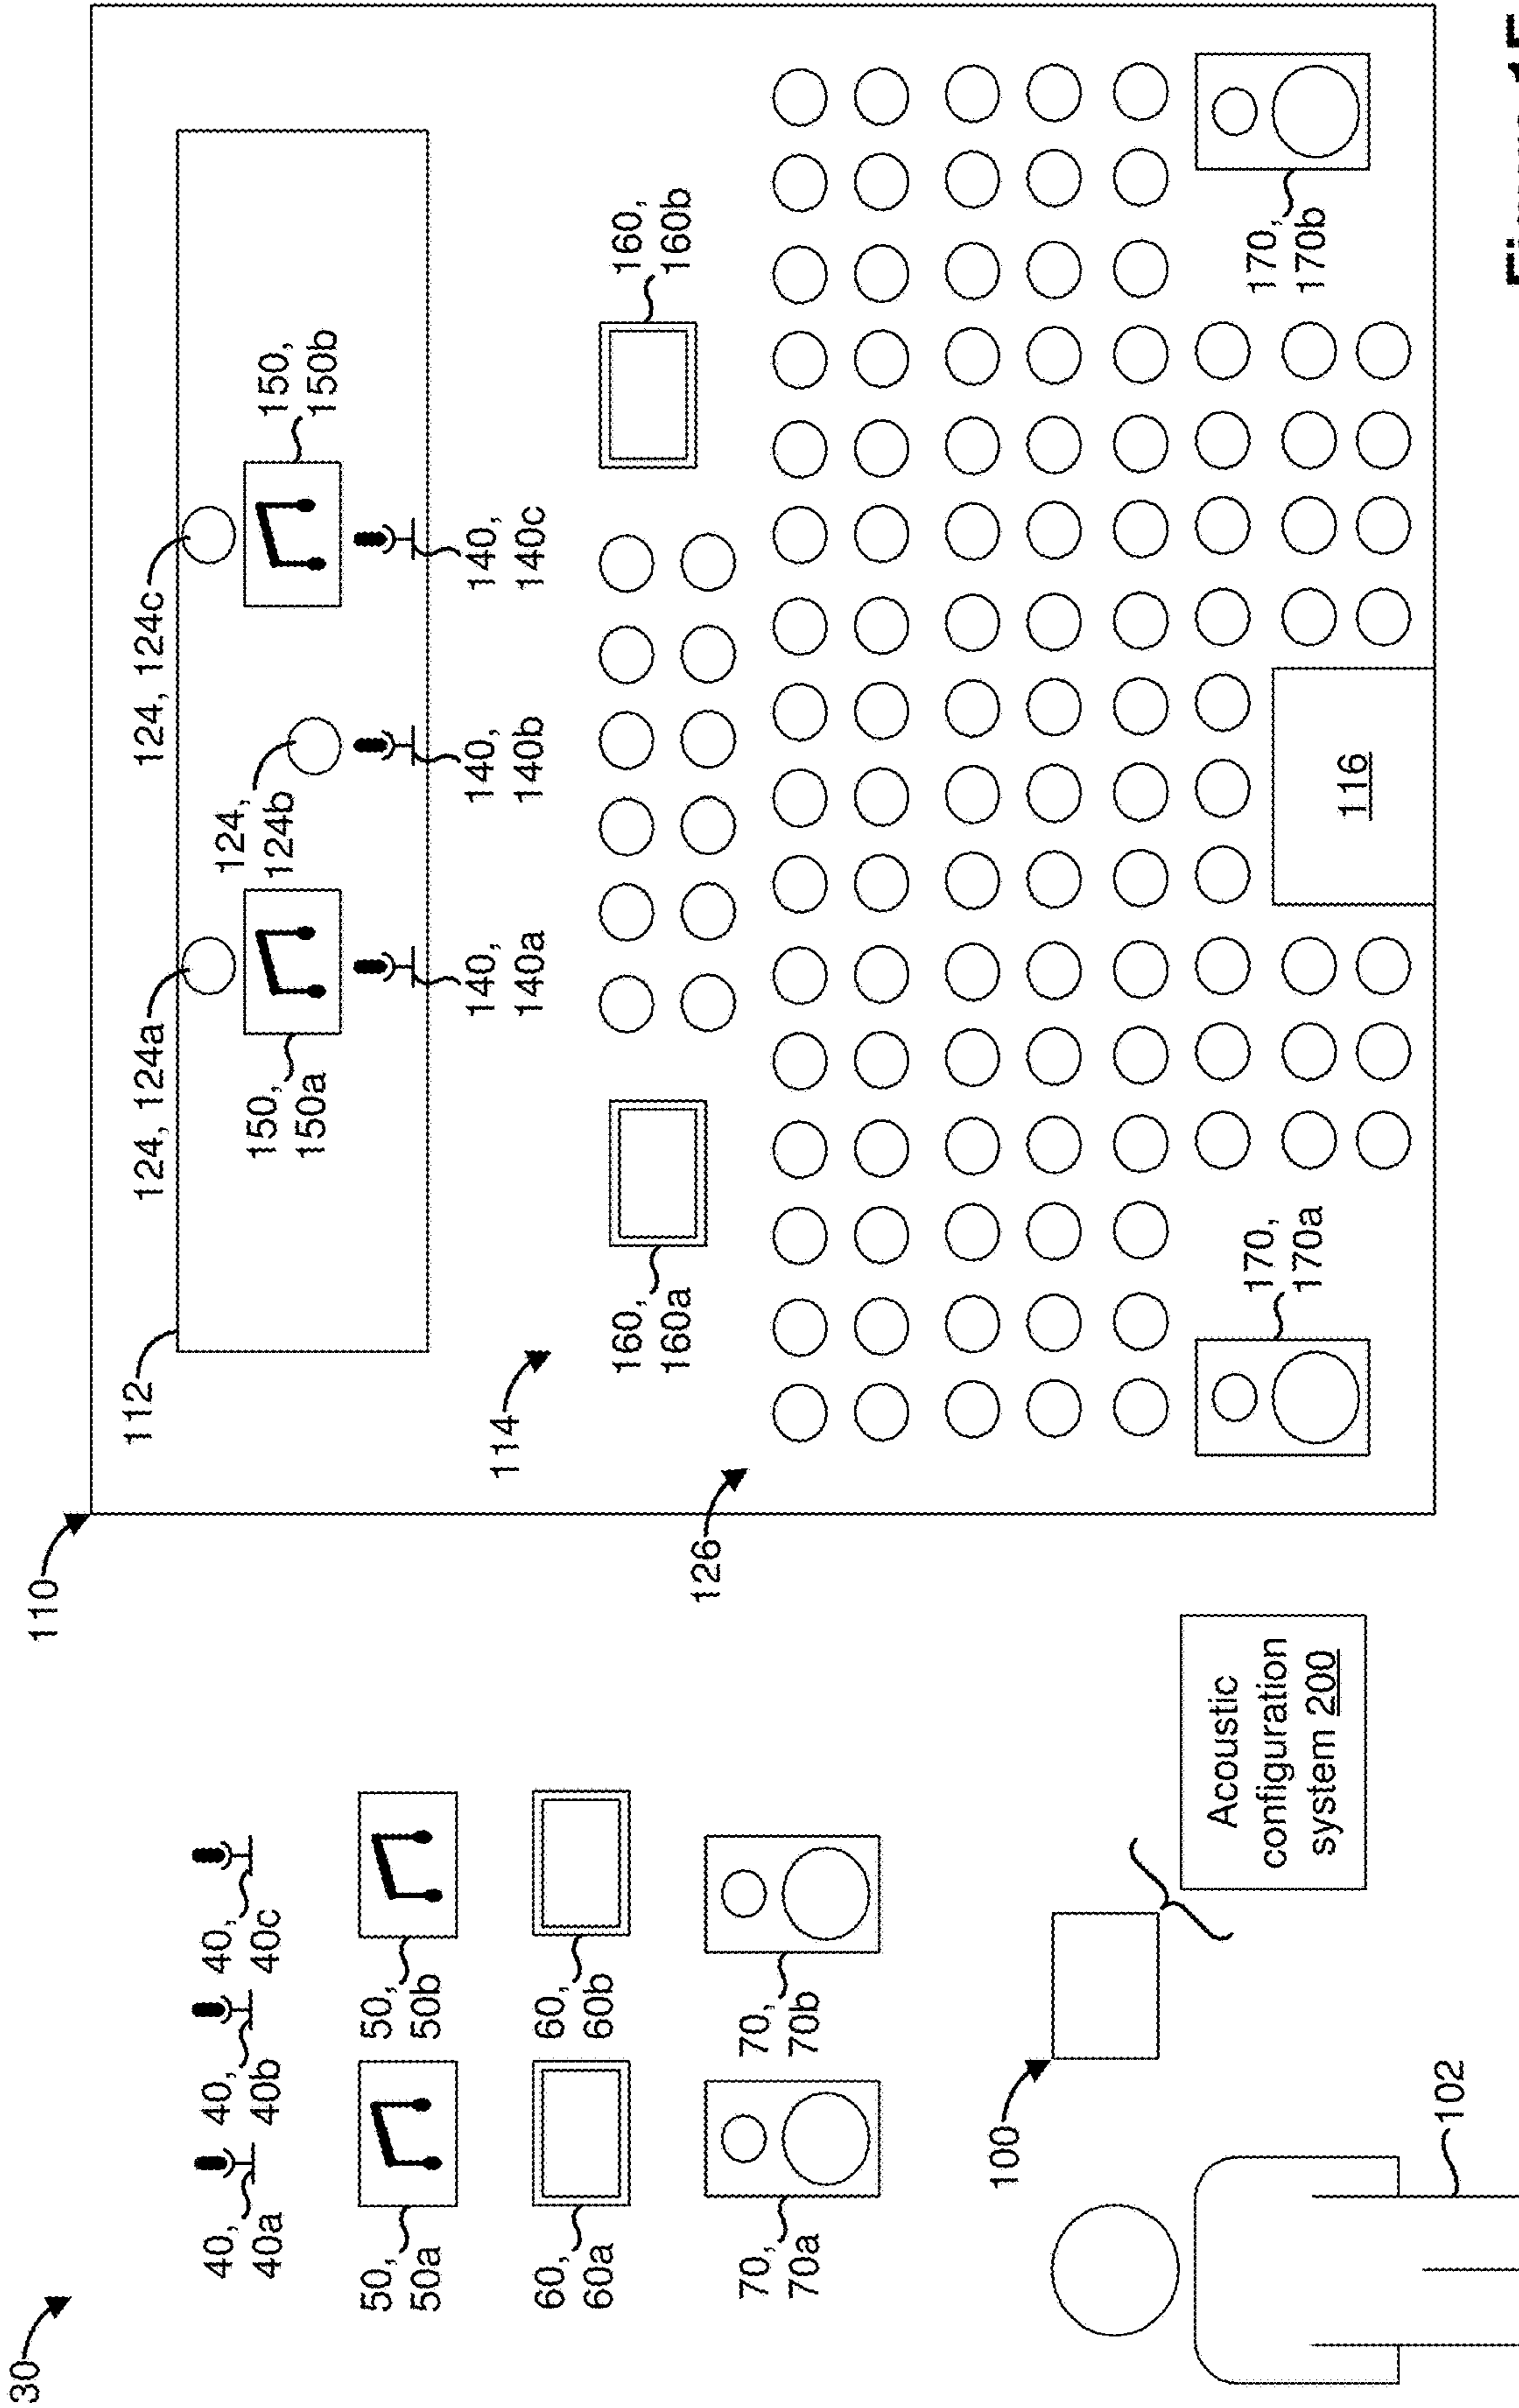 30
40,
40a
40,
40b
40,
40c
50,
50a
50,
50b
60,
60a
60,
60b
70,
70a
70,
70b
100
102
Acoustic
configuration
system 200
110
112
124, 124a
124,
124b
124, 124c
150,
150a
150,
150b
140,
140a
140,
140b
140,
140c
114
160,
160a
160,
160b
126
170,
170a
170,
170b
116